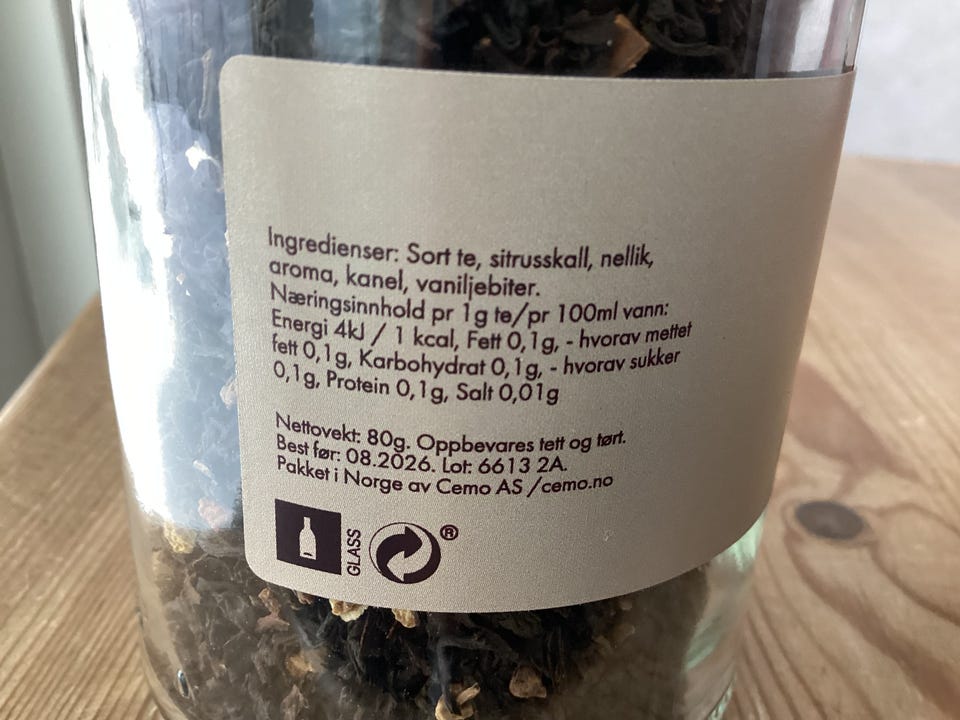 Ingredienser: Sort te, sitrusskall, nellik,
aroma, kanel, vaniljebiter.
Næringsinnhold pr 1g te/pr 100ml vann:
Energi 4kJ / 1 kcal, Fett 0,1g, - hvorav mettet
fett 0,1g, Karbohydrat 0,1g, - hvorav sukker
0,1g, Protein 0,1g, Salt 0,01g
Nettovekt: 80g. Oppbevares tett og tørt.
Best før: 08.2026. Lot: 6613 2A.
Pakket i Norge av Cemo AS /cemo.no
GLASS
®